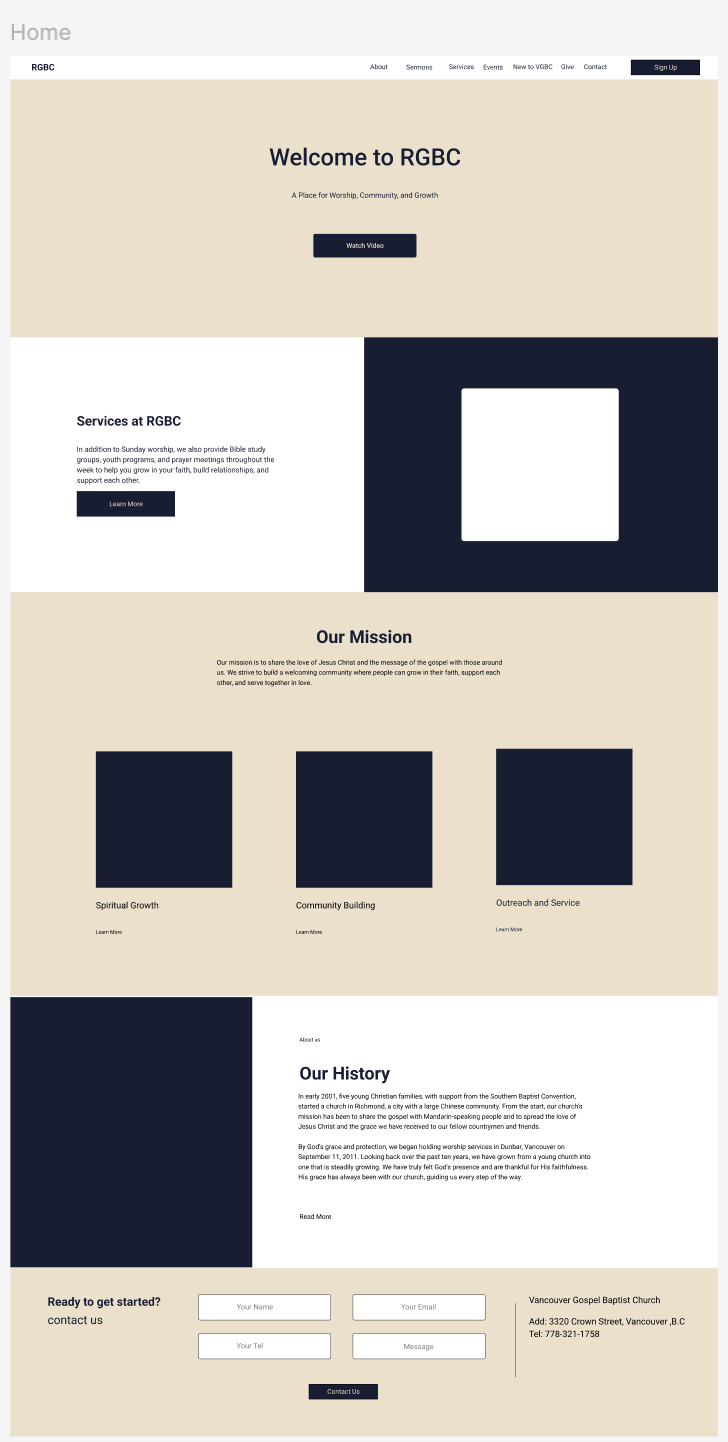 Home
RGBC
About Sermons Services Events New to VGBC Give Contact Sign Up
Welcome to RGBC
A Place for Worship, Community, and Growth
Watch Video
Services at RGBC
In addition to Sunday worship, we also provide Bible study
groups, youth programs, and prayer meetings throughout the
week to help you grow in your faith, build relationships, and
support each other.
Learn More
Our Mission
Our mission is to share the love of Jesus Christ and the message of the gospel with those around
us. We strive to build a welcoming community where people can grow in their faith, support each
other, and serve together in love.
Spiritual Growth
Learn More
Community Building
Learn More
Outreach and Service
Learn More
About us
Our History
In early 2001, five young Christian families, with support from the Southern Baptist Convention,
started a church in Richmond, a city with a large Chinese community. From the start, our church's
mission has been to share the gospel with Mandarin-speaking people and to spread the love of
Jesus Christ and the grace we have received to our fellow countrymen and friends.
By God's grace and protection, we began holding worship services in Dunbar, Vancouver on
September 11, 2011. Looking back over the past ten years, we have grown from a young church into
one that is steadily growing. We have truly felt God's presence and are thankful for His faithfulness.
His grace has always been with our church, guiding us every step of the way.
Read More
Ready to get started?
contact us
Your Name
Your Email
Your Tel
Message
Contact Us
Vancouver Gospel Baptist Church
Add: 3320 Crown Street, Vancouver ,B.C
Tel: 778-321-1758